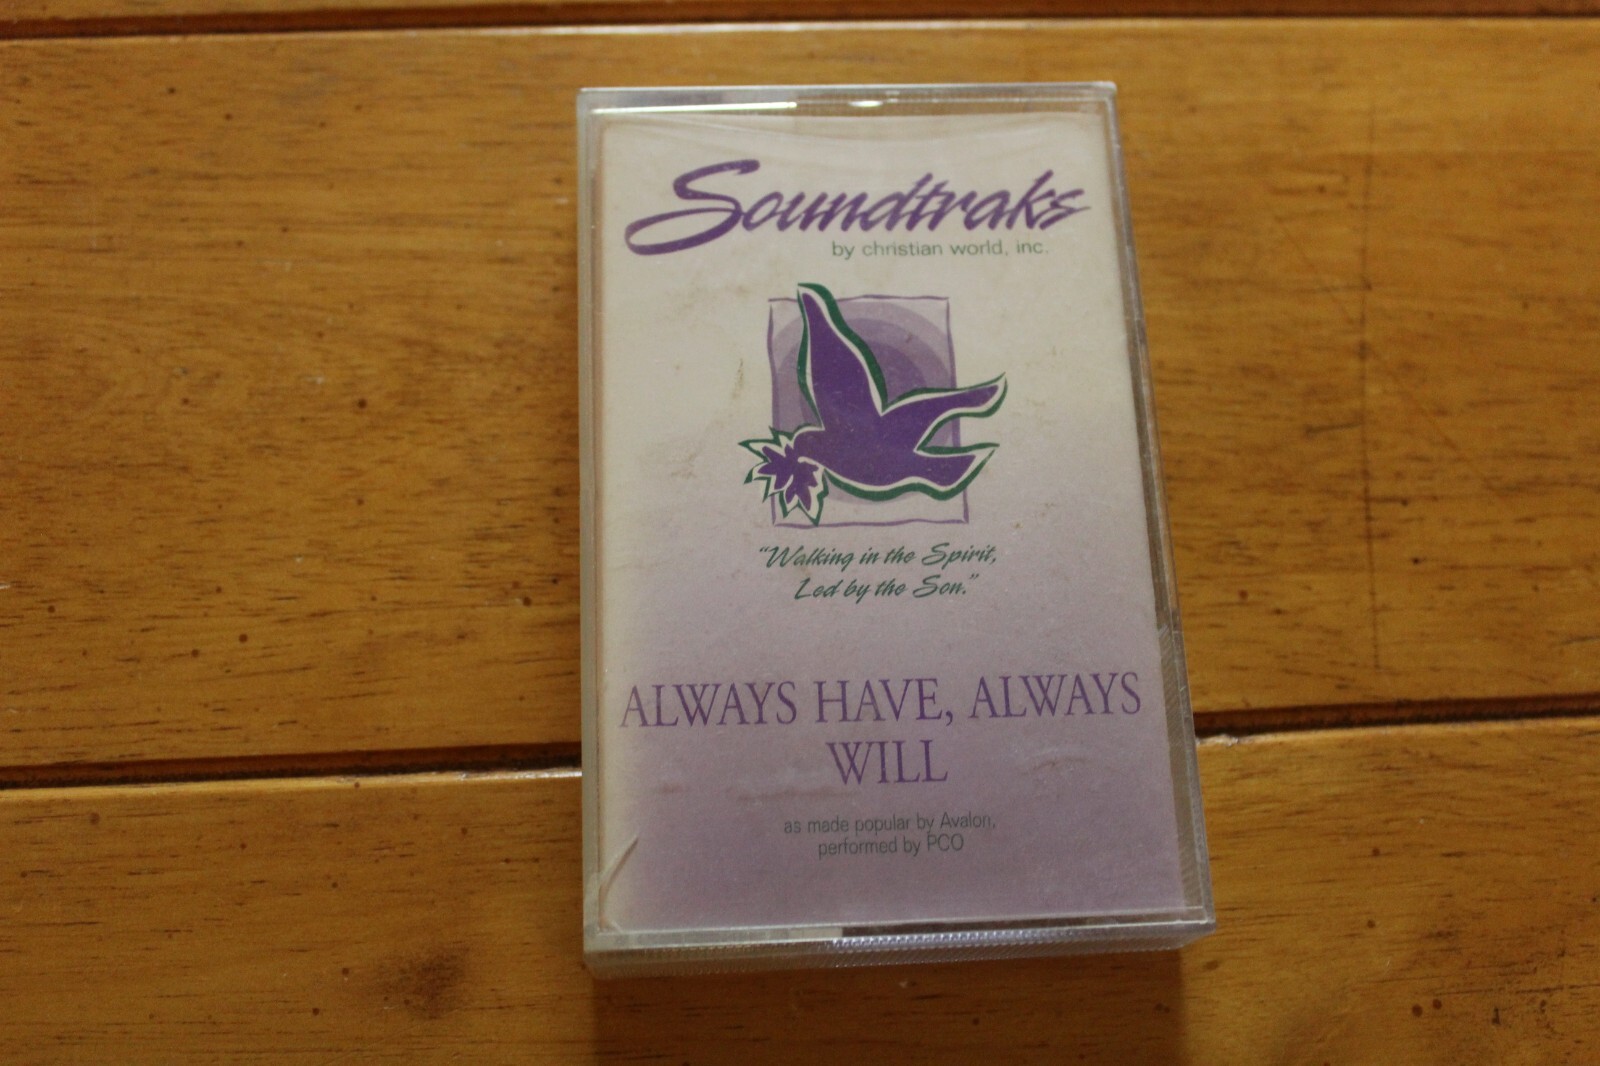 Soundtraks
by christian world, inc.
"Walking in the Spirit,
Led by the Son."
ALWAYS HAVE, ALWAYS
WILL
as made popular by Avalon,
performed by PCO